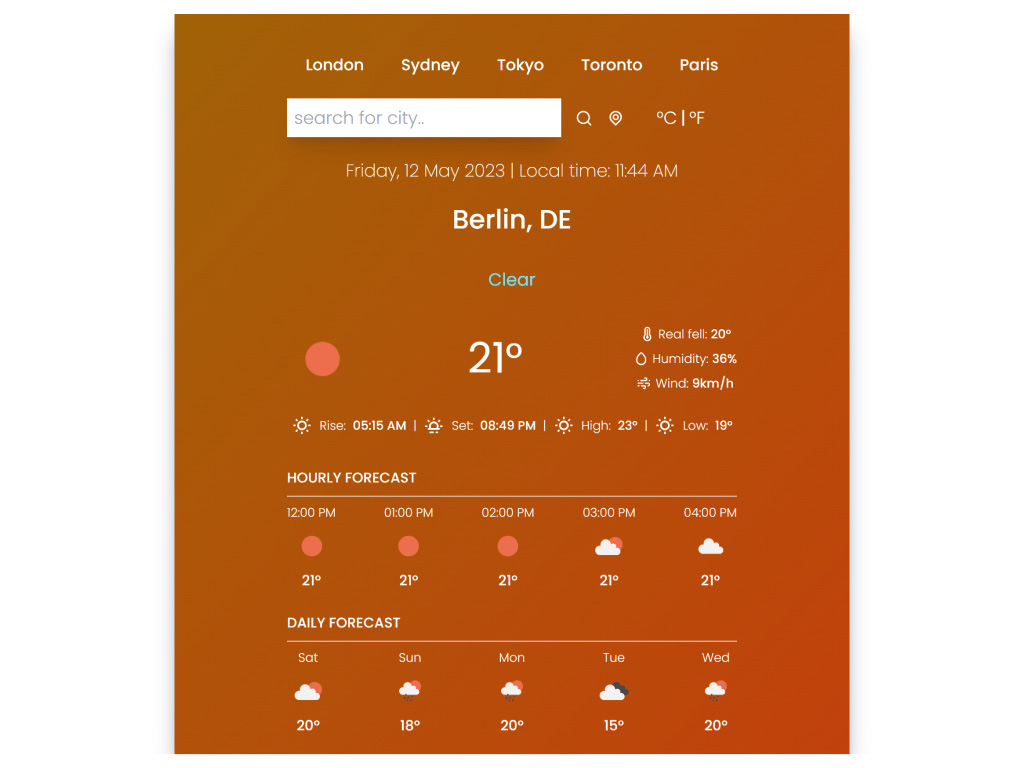 London Sydney Tokyo Toronto Paris
search for city.. °C | °F
Friday, 12 May 2023 | Local time: 11:44 AM
Berlin, DE
Clear
21°
Real fell: 20°
Humidity: 36%
Wind: 9km/h
Rise: 05:15 AM | Set: 08:49 PM | High: 23° | Low: 19°
HOURLY FORECAST
12:00 PM 01:00 PM 02:00 PM 03:00 PM 04:00 PM
21° 21° 21° 21° 21°
DAILY FORECAST
Sat Sun Mon Tue Wed
20° 18° 20° 15° 20°